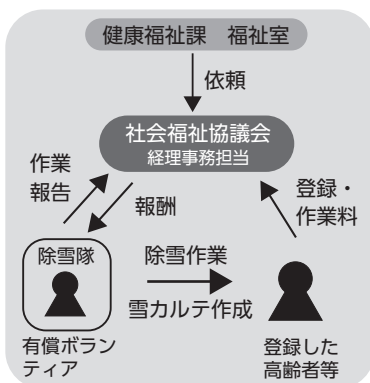 健康福祉課　福祉室
依頼
社会福祉協議会
経理事務担当
作業
報告
報酬
登録・
作業料
除雪隊
除雪作業
雪カルテ作成
有償ボラン
ティア
登録した
高齢者等